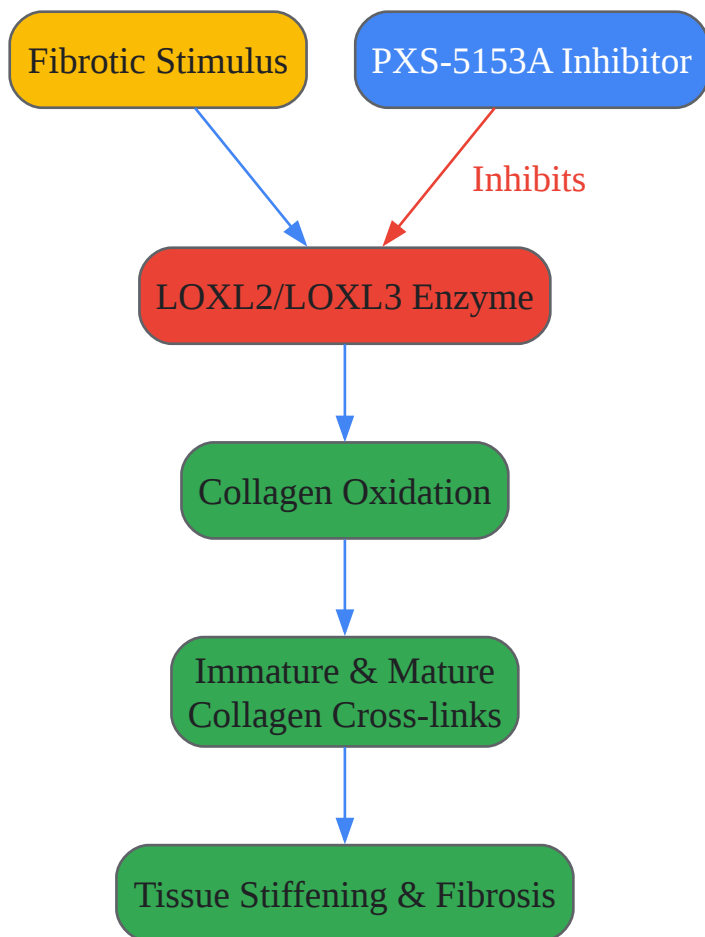 Fibrotic Stimulus
PXS-5153A Inhibitor
Inhibits
LOXL2/LOXL3 Enzyme
Collagen Oxidation
Immature & Mature
Collagen Cross-links
Tissue Stiffening & Fibrosis